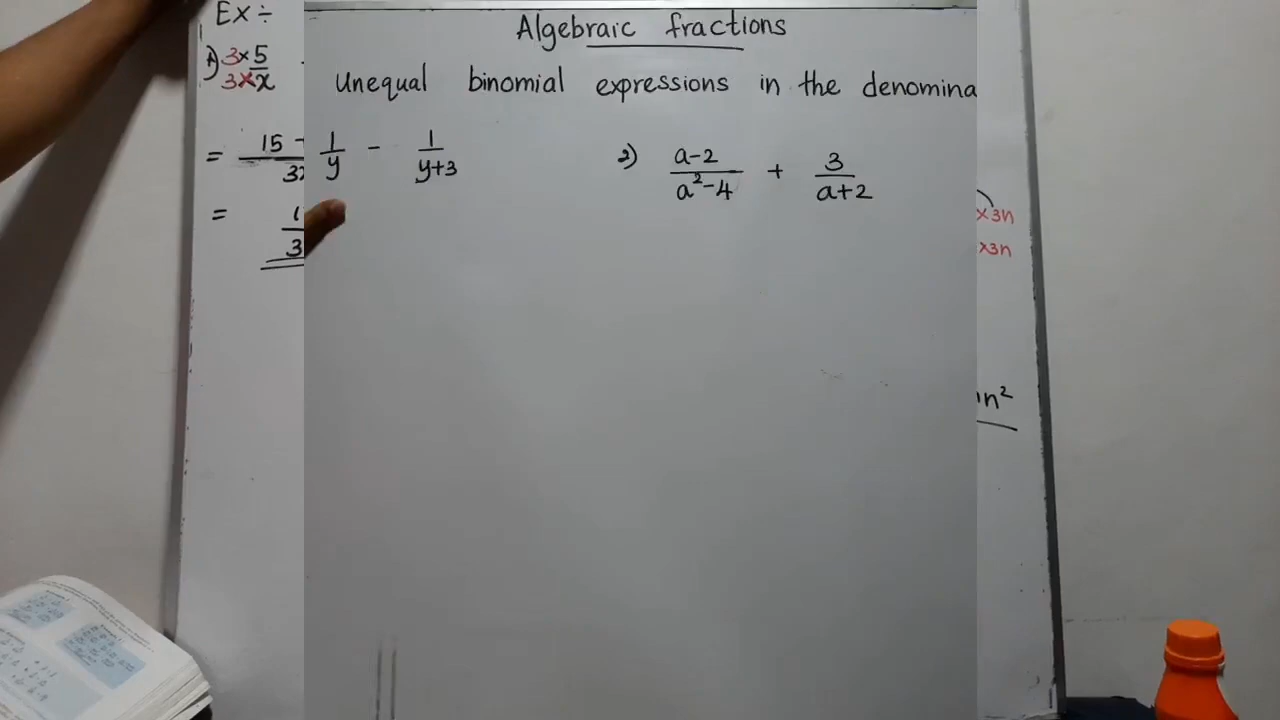 Algebraic fractions
Unequal binomial expressions in the denomina
1/y - 1/(y+3)
2) (a-2)/(a²-4) + 3/(a+2)
Ex ÷
A) 3×5
3×x
= 15 -
= 1
3
×3n
×3n
n²